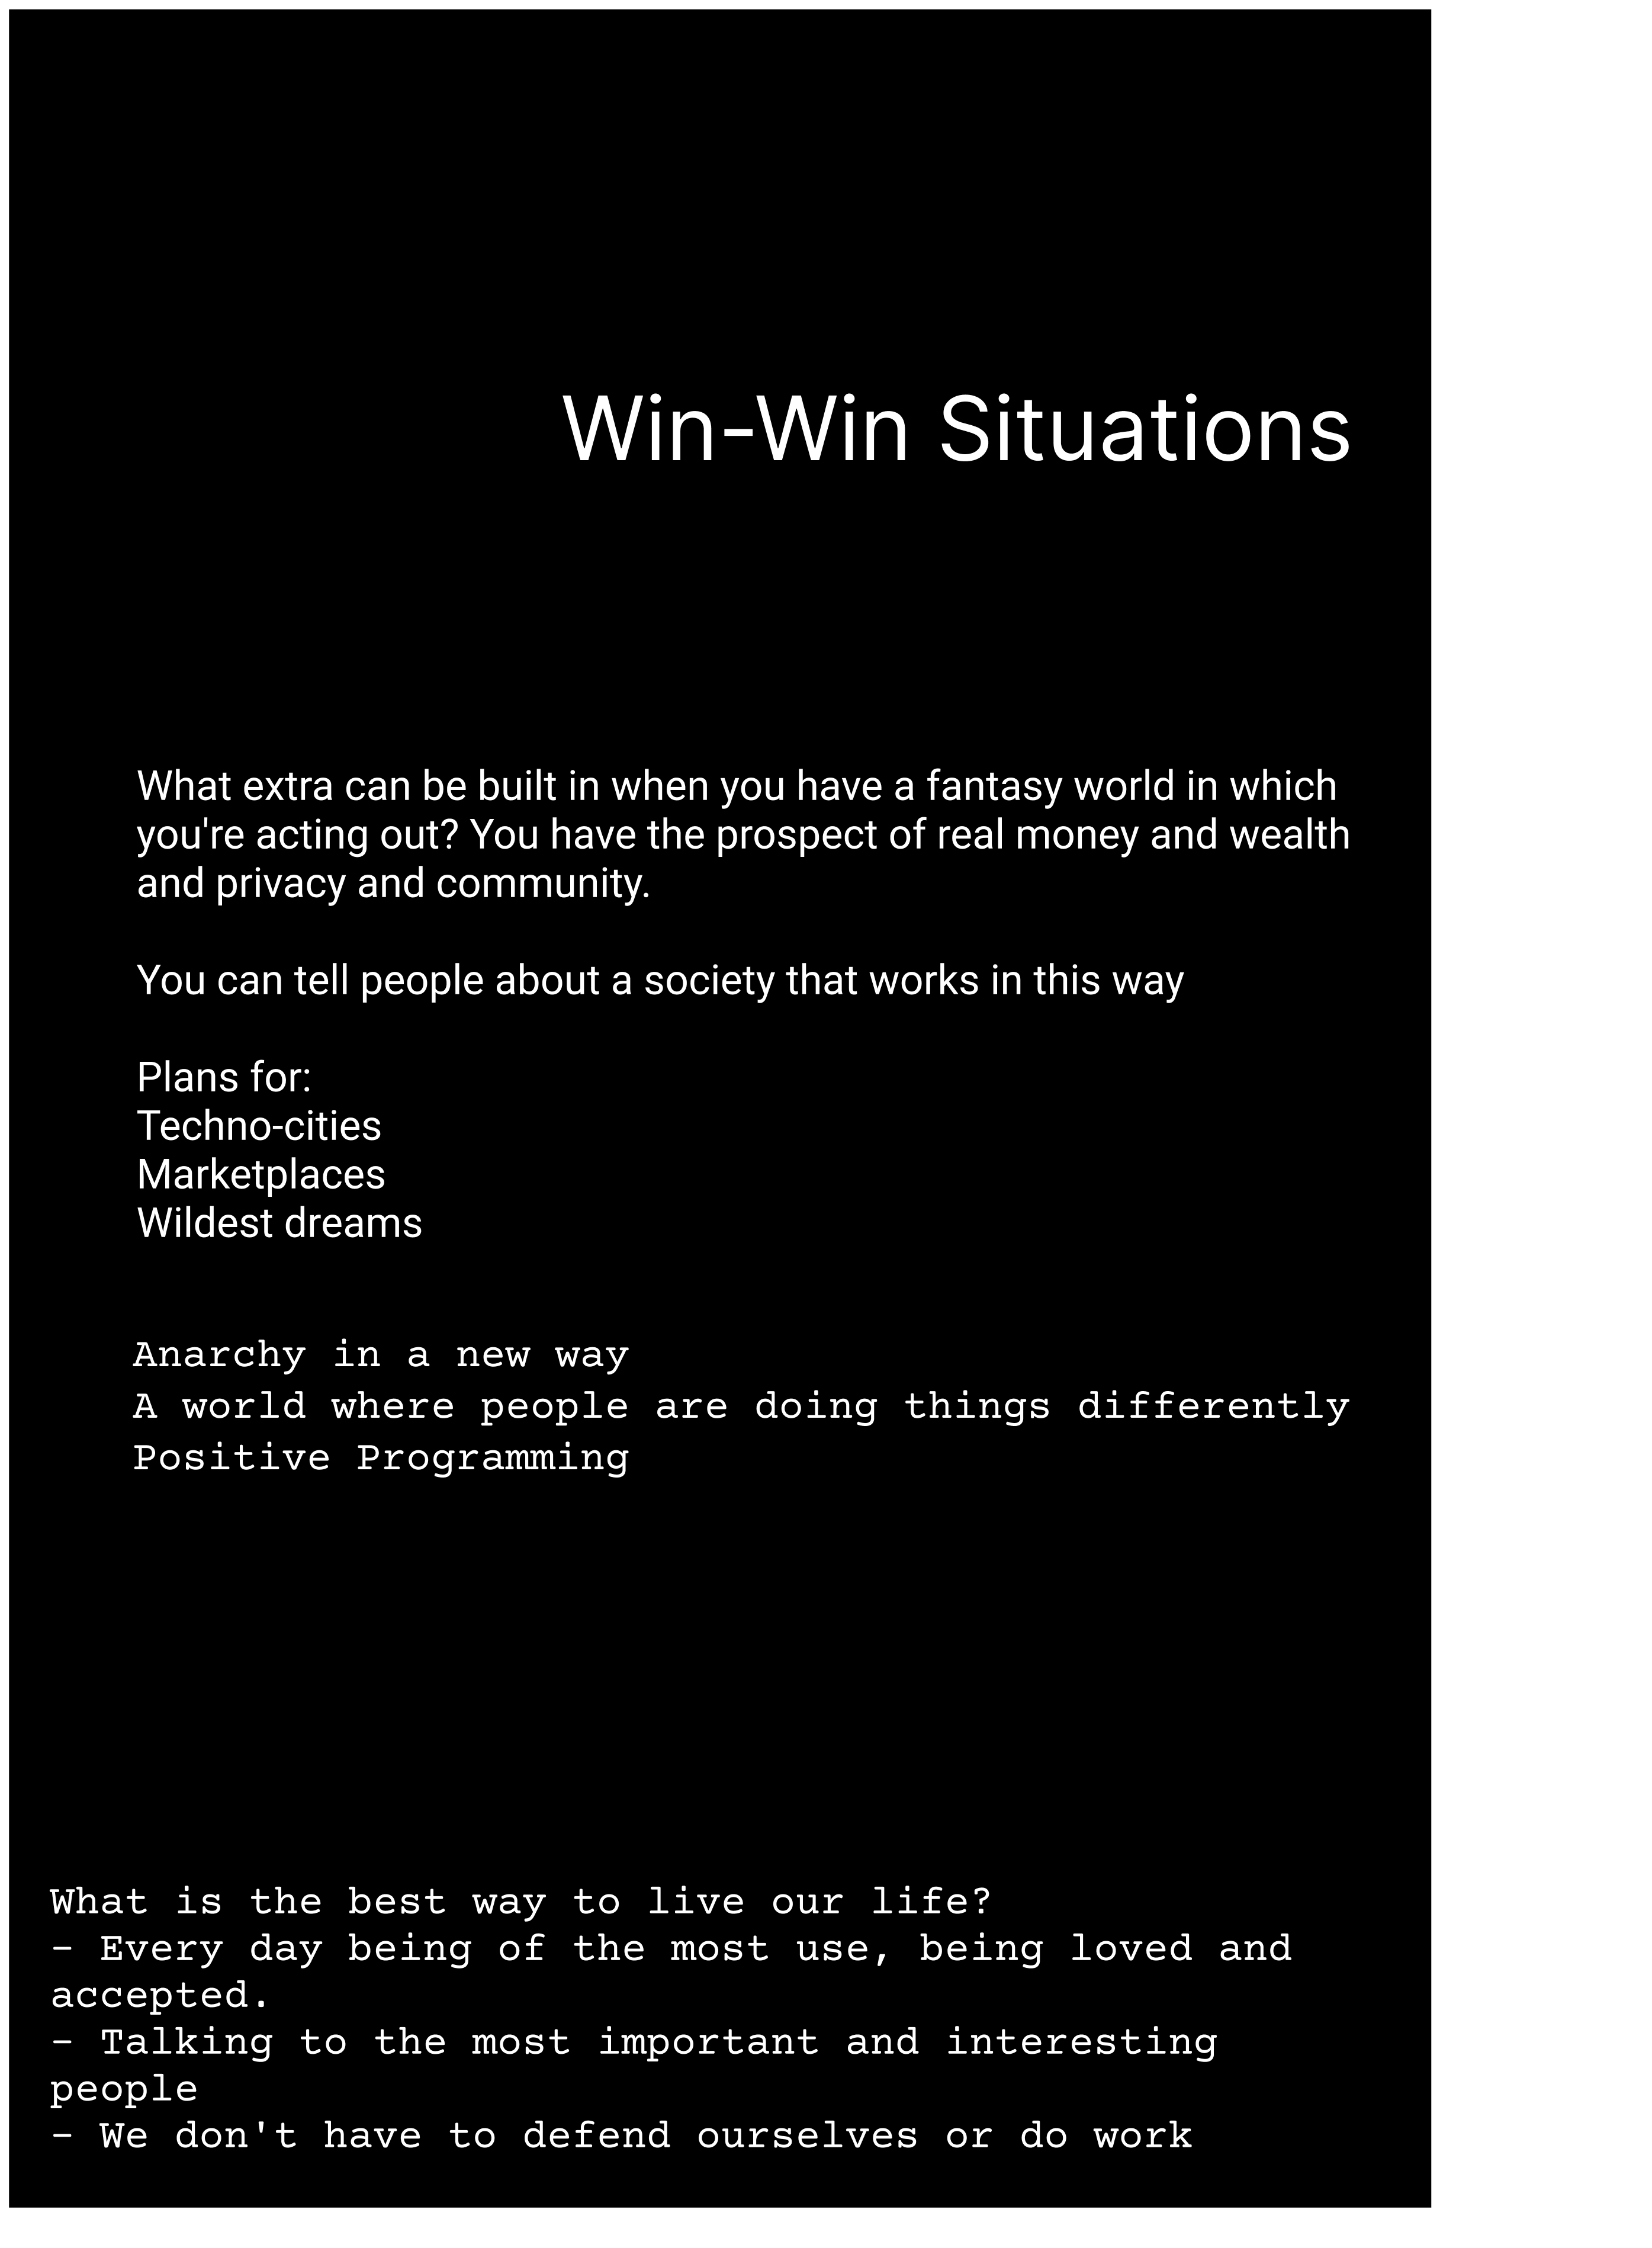 Win-Win Situations
What extra can be built in when you have a fantasy world in which
you're acting out? You have the prospect of real money and wealth
and privacy and community.
You can tell people about a society that works in this way
Plans for:
Techno-cities
Marketplaces
Wildest dreams
Anarchy in a new way
A world where people are doing things differently
Positive Programming
What is the best way to live our life?
- Every day being of the most use, being loved and
accepted.
- Talking to the most important and interesting
people
- We don't have to defend ourselves or do work